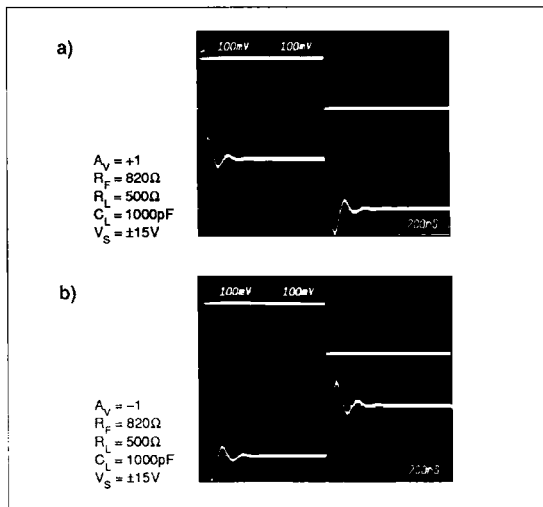 a)
100mV 100mV
A_V = +1
R_F = 820Ω
R_L = 500Ω
C_L = 1000pF
V_S = ±15V
200nS
b)
100mV 100mV
A_V = −1
R_F = 820Ω
R_L = 500Ω
C_L = 1000pF
V_S = ±15V
200nS